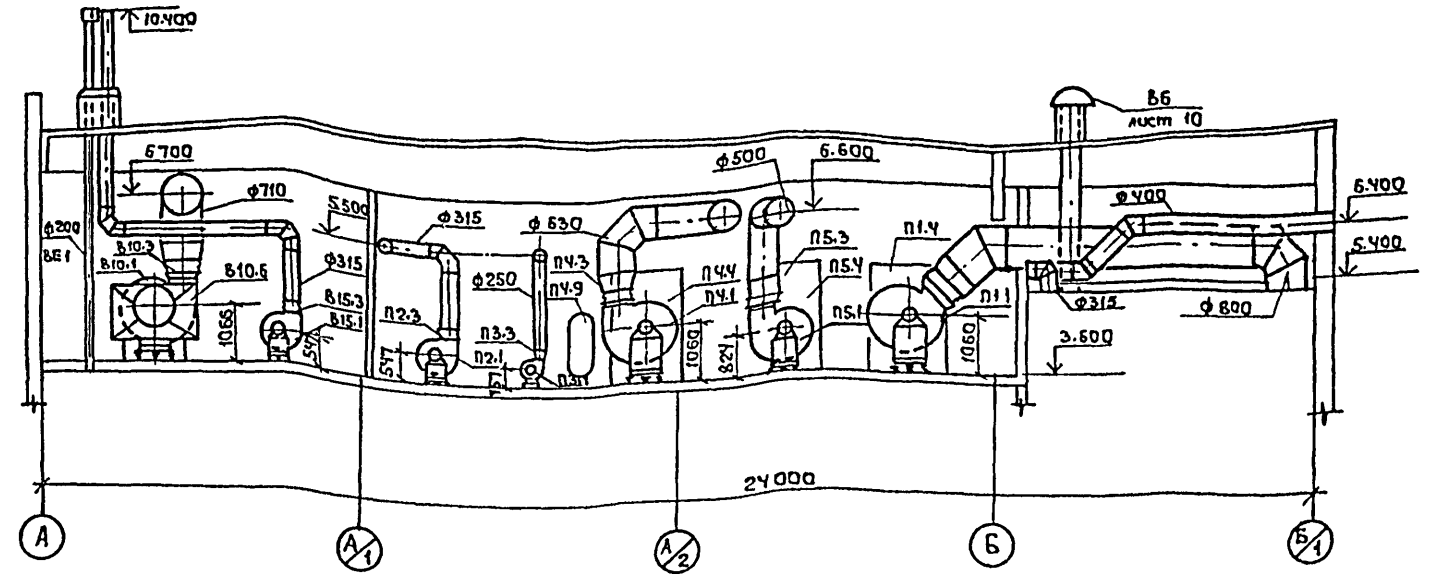 10.400
В6
лист 10
6700
ф710
ф200
ВЕ1
В10.3
В10.1
В10.6
1066
ф315
В15.3
В15.1
547
5.500
ф315
П2.3
547
П2.1
ф250
П3.3
П3.1
П4.3
П4.9
ф630
П4.4
П4.1
1060
ф500
6.600
П5.3
П5.4
П5.1
824
П1.4
П1.1
1060
ф315
3.600
ф400
6.400
5.400
ф800
24000
А
А/1
А/2
Б
Б/1